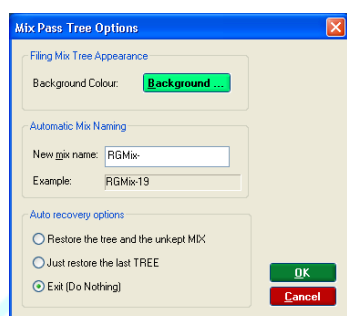 Mix Pass Tree Options
Filing Mix Tree Appearance
Background Colour: Background ...
Automatic Mix Naming
New mix name: RGMix-
Example: RGMix-19
Auto recovery options
Restore the tree and the unkept MIX
Just restore the last TREE
Exit (Do Nothing)
OK
Cancel